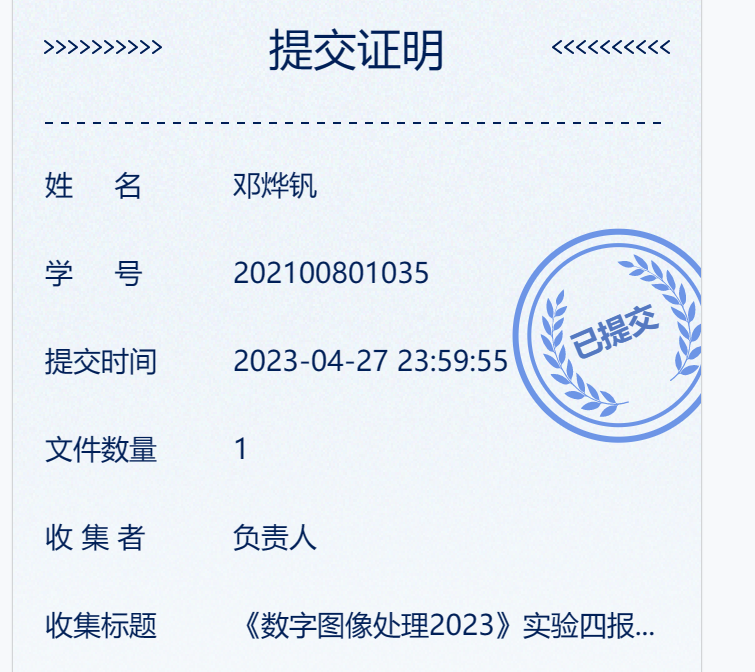 >>>>>>>>>> 提交证明 <<<<<<<<<<
姓 名 邓烨钒
学 号 202100801035
提交时间 2023-04-27 23:59:55
已提交
文件数量 1
收 集 者 负责人
收集标题 《数字图像处理2023》实验四报...